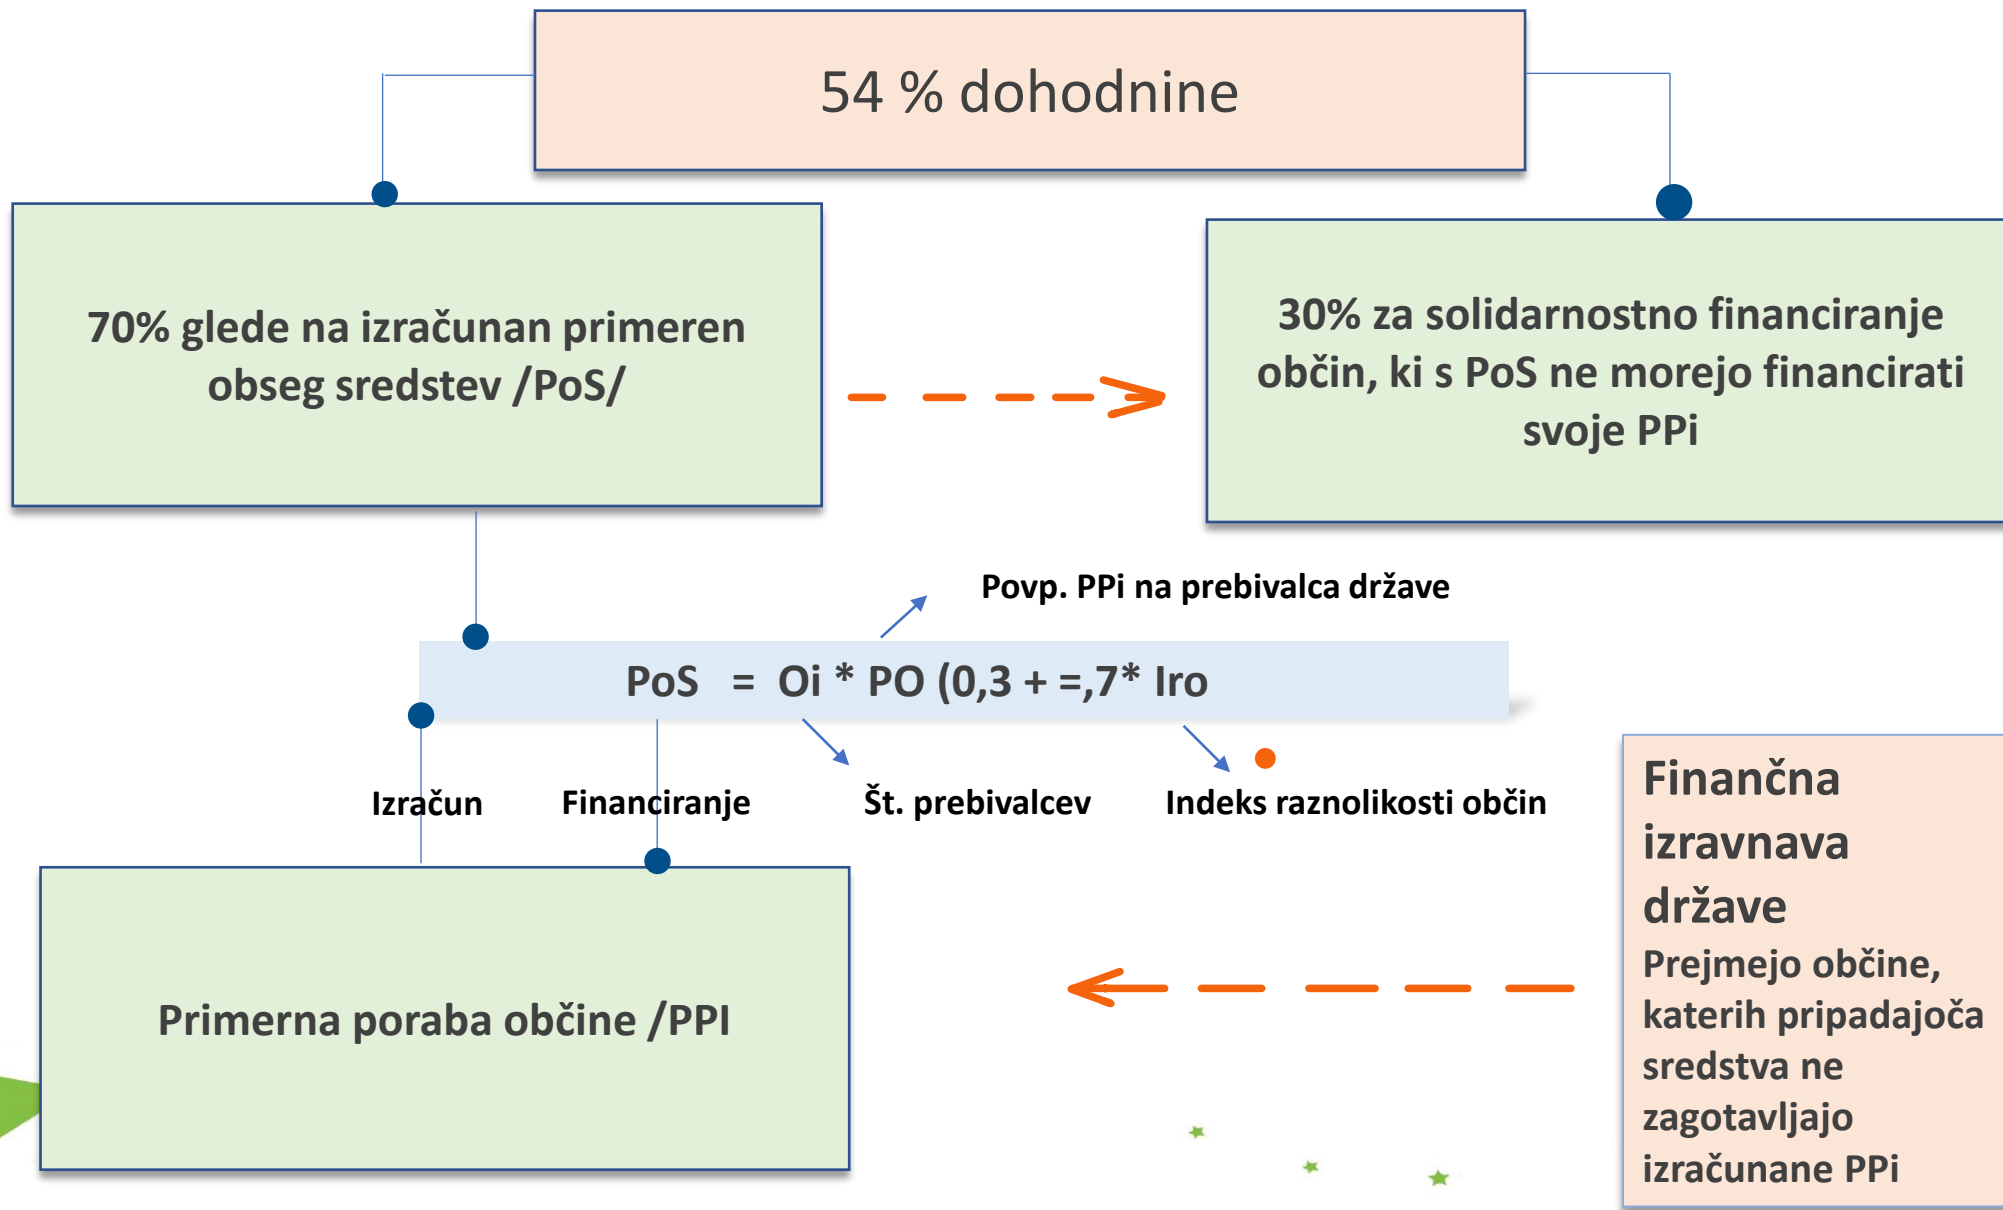 54 % dohodnine
70% glede na izračunan primeren
obseg sredstev /PoS/
30% za solidarnostno financiranje
občin, ki s PoS ne morejo financirati
svoje PPi
Povp. PPi na prebivalca države
PoS = Oi * PO (0,3 + =,7* Iro
Izračun
Financiranje
Št. prebivalcev
Indeks raznolikosti občin
Primerna poraba občine /PPI
Finančna
izravnava
države
Prejmejo občine,
katerih pripadajoča
sredstva ne
zagotavljajo
izračunane PPi